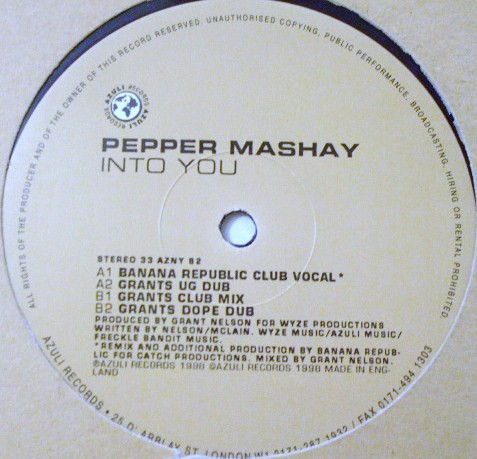 ALL RIGHTS OF THE PRODUCER AND OF THE OWNER OF THIS RECORD RESERVED. UNAUTHORISED COPYING, PUBLIC PERFORMANCE, BROADCASTING, HIRING OR RENTAL PROHIBITED.
AZULI RECORDS AZULI RECORDS
PEPPER MASHAY
INTO YOU
STEREO 33 AZNY 82
A1 BANANA REPUBLIC CLUB VOCAL*
A2 GRANTS UG DUB
B1 GRANTS CLUB MIX
B2 GRANTS DOPE DUB
PRODUCED BY GRANT NELSON FOR WYZE PRODUCTIONS
WRITTEN BY NELSON/MCLAIN. WYZE MUSIC/AZULI MUSIC/
FRECKLE BANDIT MUSIC.
*REMIX AND ADDITIONAL PRODUCTION BY BANANA REPUB-
LIC FOR CATCH PRODUCTIONS. MIXED BY GRANT NELSON.
℗AZULI RECORDS 1998 ©AZULI RECORDS 1998 MADE IN ENG-
LAND
AZULI RECORDS • 25 D'ARBLAY ST. LONDON W1 0171-287 1932 / FAX 0171-494 1303